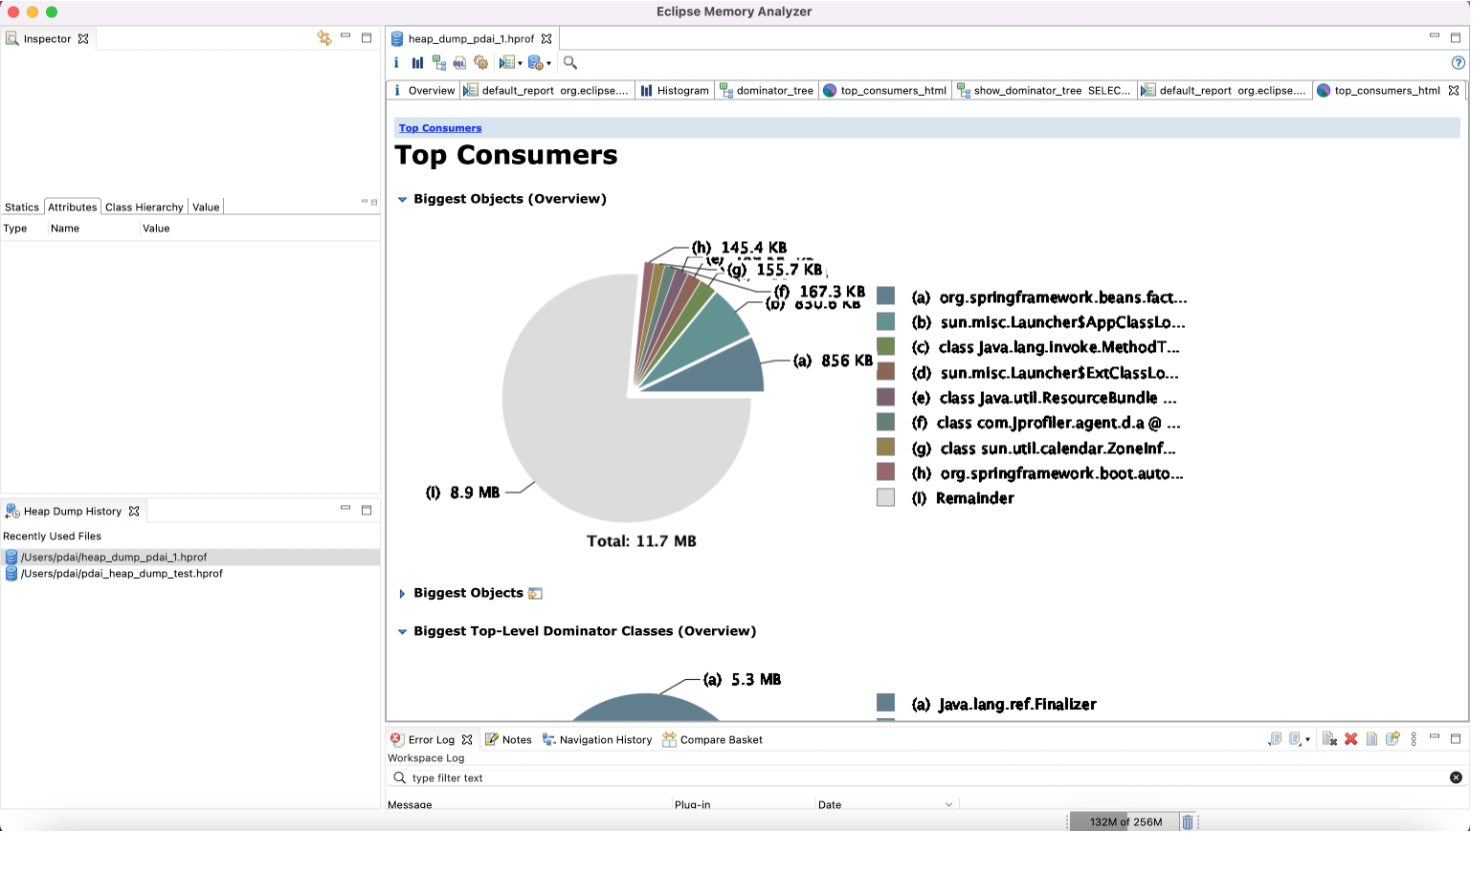 Eclipse Memory Analyzer
Inspector
heap_dump_pdai_1.hprof
Overview
default_report org.eclipse....
Histogram
dominator_tree
top_consumers_html
show_dominator_tree SELEC...
default_report org.eclipse....
top_consumers_html
Top Consumers
Top Consumers
Biggest Objects (Overview)
Statics
Attributes
Class Hierarchy
Value
Type
Name
Value
(h) 145.4 KB
(g) 155.7 KB
(f) 167.3 KB
(b) 830.6 KB
(a) 856 KB
(l) 8.9 MB
Total: 11.7 MB
(a) org.springframework.beans.fact...
(b) sun.misc.Launcher$AppClassLo...
(c) class java.lang.invoke.MethodT...
(d) sun.misc.Launcher$ExtClassLo...
(e) class java.util.ResourceBundle ...
(f) class com.jprofiler.agent.d.a @ ...
(g) class sun.util.calendar.ZoneInf...
(h) org.springframework.boot.auto...
(l) Remainder
Heap Dump History
Recently Used Files
/Users/pdai/heap_dump_pdai_1.hprof
/Users/pdai/pdai_heap_dump_test.hprof
Biggest Objects
Biggest Top-Level Dominator Classes (Overview)
(a) 5.3 MB
(a) java.lang.ref.Finalizer
Error Log
Notes
Navigation History
Compare Basket
Workspace Log
type filter text
Message
Plug-in
Date
132M of 256M